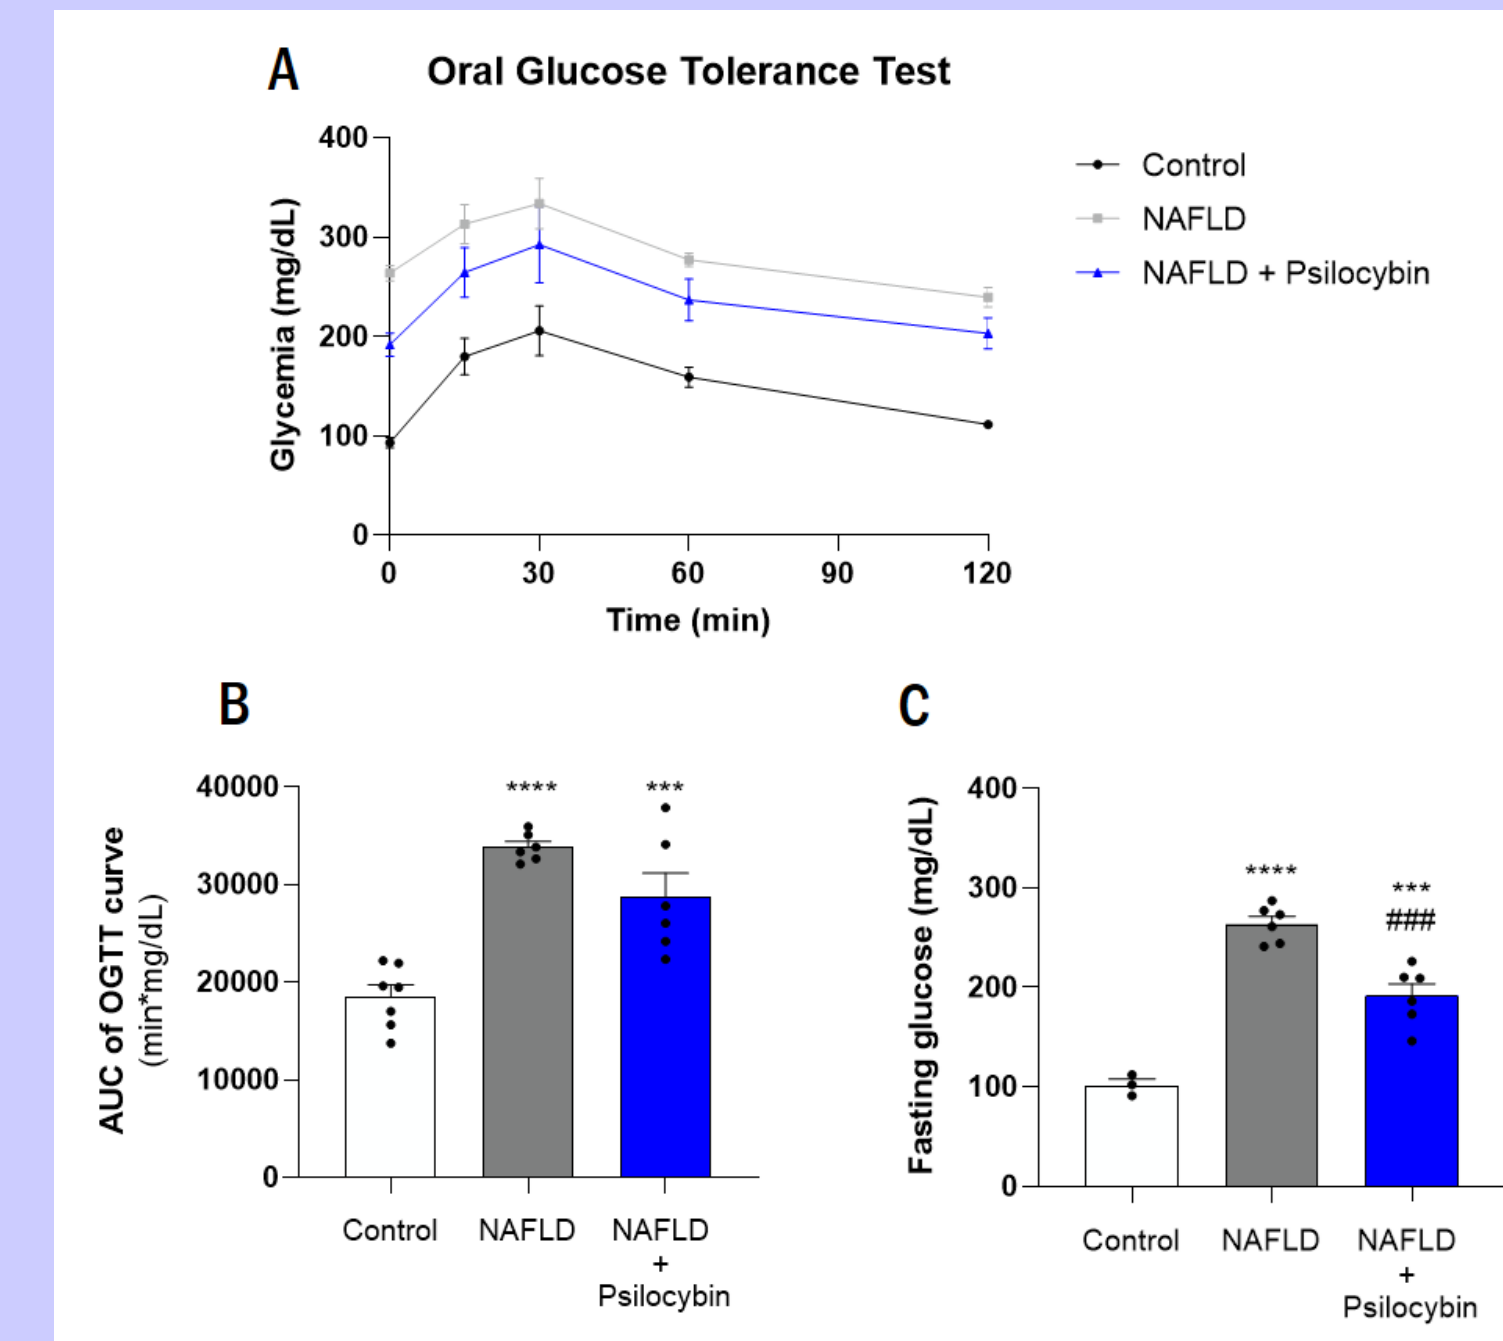 A
Oral Glucose Tolerance Test
400
300
200
100
0
Glycemia (mg/dL)
0 30 60 90 120
Time (min)
Control
NAFLD
NAFLD + Psilocybin
B
40000
30000
20000
10000
0
AUC of OGTT curve
(min*mg/dL)
**** ***
Control NAFLD NAFLD
+
Psilocybin
C
400
300
200
100
0
Fasting glucose (mg/dL)
****
***
###
Control NAFLD NAFLD
+
Psilocybin